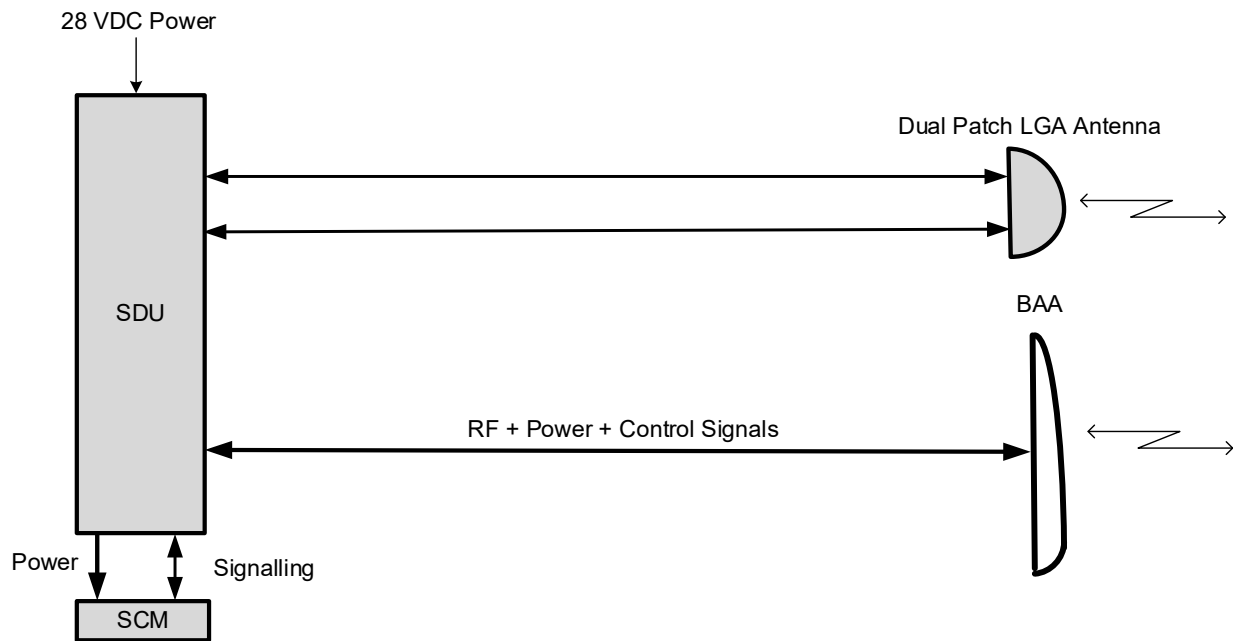 28 VDC Power
Dual Patch LGA Antenna
SDU
BAA
RF + Power + Control Signals
Power
Signalling
SCM